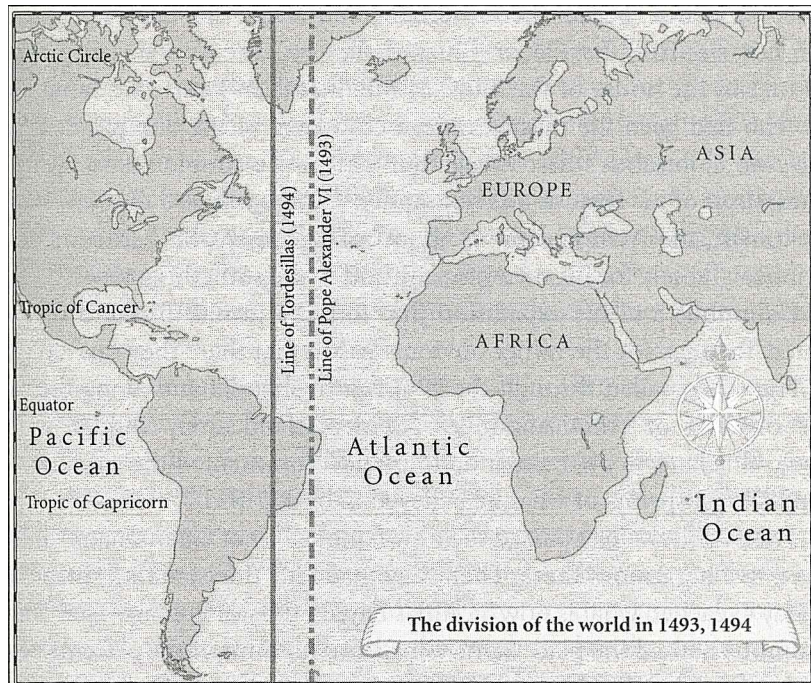 Arctic Circle
ASIA
EUROPE
Line of Tordesillas (1494)
Line of Pope Alexander VI (1493)
Tropic of Cancer
AFRICA
Equator
Pacific
Ocean
Atlantic
Ocean
Tropic of Capricorn
Indian
Ocean
The division of the world in 1493, 1494